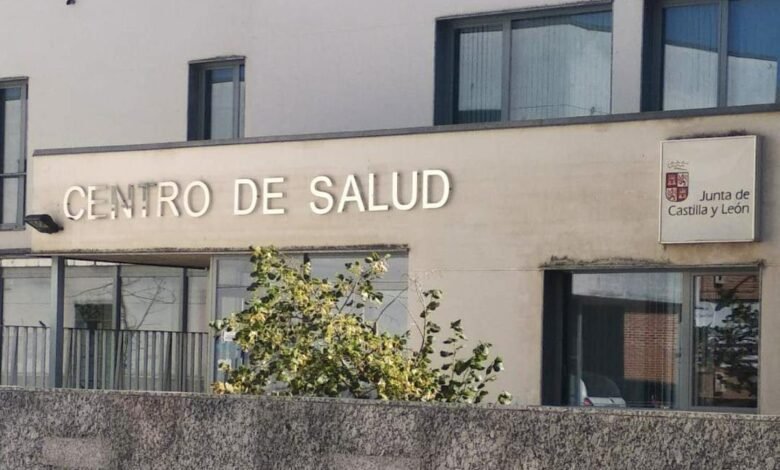 CENTRO DE SALUD
Junta de
Castilla y León